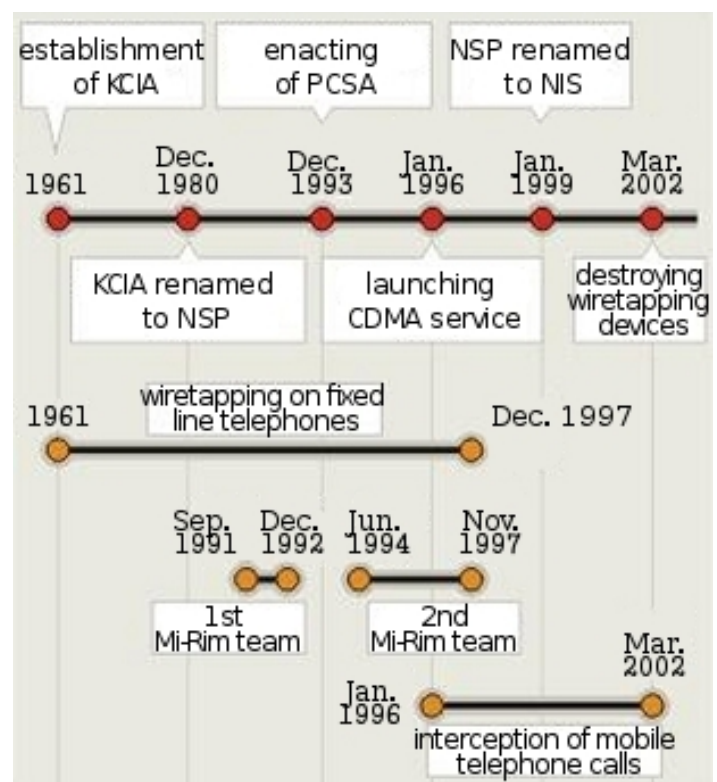 establishment
of KCIA
enacting
of PCSA
NSP renamed
to NIS
1961
Dec.
1980
Dec.
1993
Jan.
1996
Jan.
1999
Mar.
2002
KCIA renamed
to NSP
launching
CDMA service
destroying
wiretapping
devices
1961
wiretapping on fixed
line telephones
Dec. 1997
Sep.
1991
Dec.
1992
Jun.
1994
Nov.
1997
1st
Mi-Rim team
2nd
Mi-Rim team
Jan.
1996
Mar.
2002
interception of mobile
telephone calls